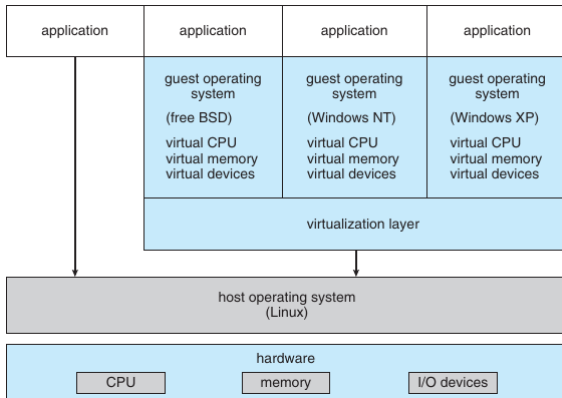 application
application
application
application
guest operating
system
(free BSD)
virtual CPU
virtual memory
virtual devices
guest operating
system
(Windows NT)
virtual CPU
virtual memory
virtual devices
guest operating
system
(Windows XP)
virtual CPU
virtual memory
virtual devices
virtualization layer
host operating system
(Linux)
hardware
CPU
memory
I/O devices